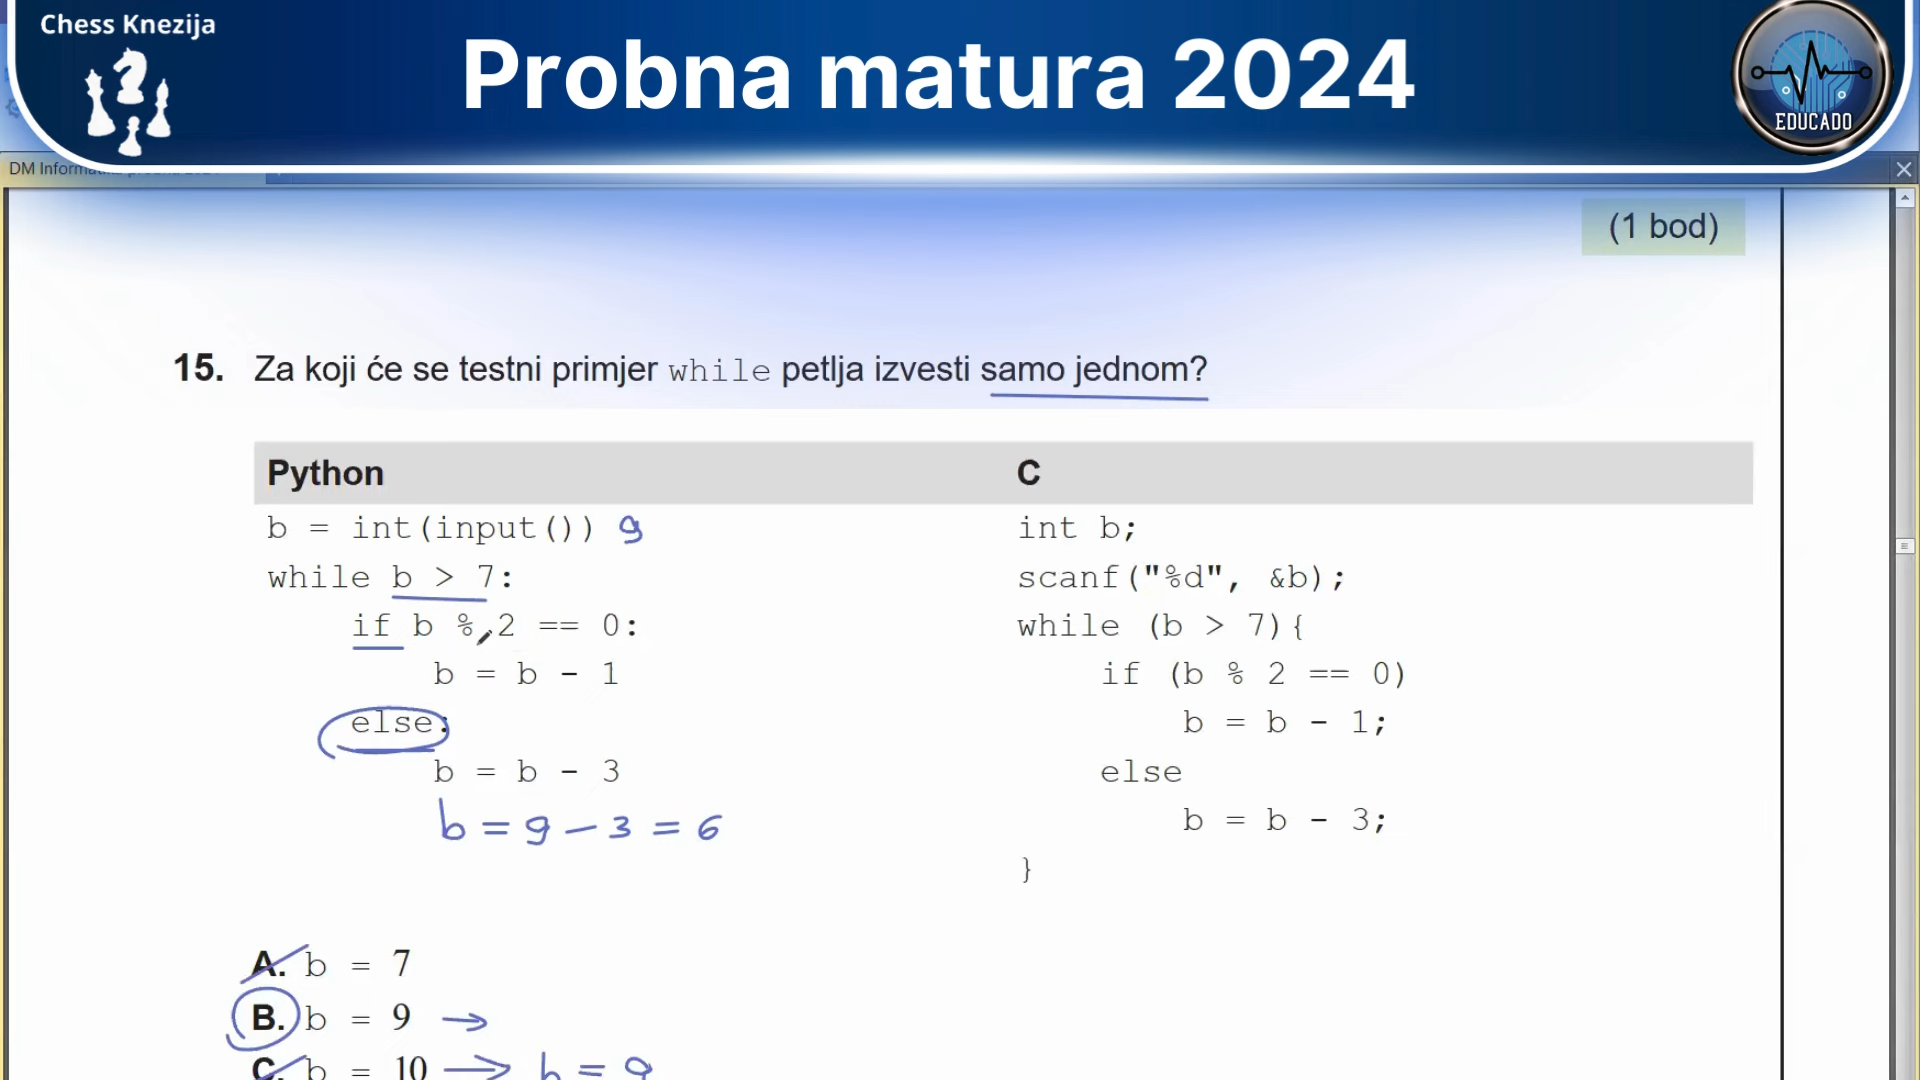 Chess Knezija
Probna matura 2024
EDUCADO
DM Informat
(1 bod)
15. Za koji će se testni primjer while petlja izvesti samo jednom?
Python
b = int(input()) 9
while b > 7:
if b % 2 == 0:
b = b - 1
else:
b = b - 3
b = 9 - 3 = 6
C
int b;
scanf("%d", &b);
while (b > 7){
if (b % 2 == 0)
b = b - 1;
else
b = b - 3;
}
A. b = 7
B. b = 9 →
C. b = 10 → b = 9